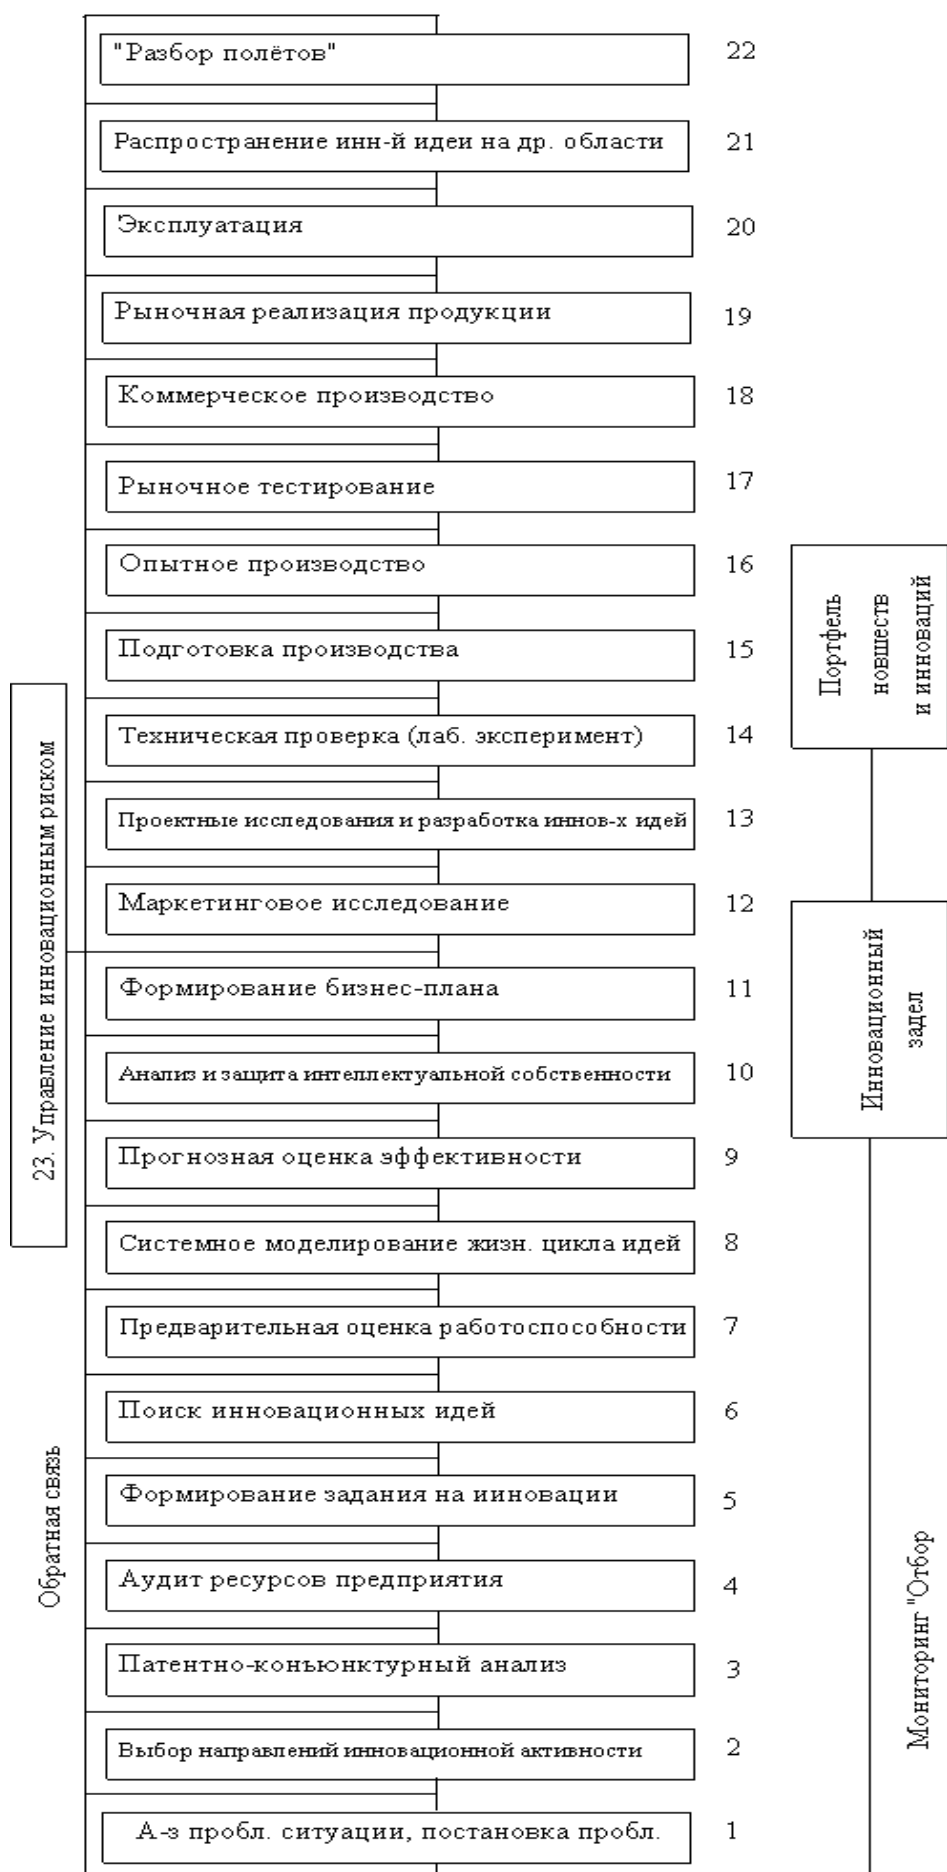 "Разбор полётов"
22
Распространение инн-й идеи на др. области
21
Эксплуатация
20
Рыночная реализация продукции
19
Коммерческое производство
18
Рыночное тестирование
17
Опытное производство
16
Подготовка производства
15
Техническая проверка (лаб. эксперимент)
14
Проектные исследования и разработка иннов-х идей
13
Маркетинговое исследование
12
Формирование бизнес-плана
11
Анализ и защита интеллектуальной собственности
10
Прогнозная оценка эффективности
9
Системное моделирование жизн. цикла идей
8
Предварительная оценка работоспособности
7
Поиск инновационных идей
6
Формирование задания на ииновации
5
Аудит ресурсов предприятия
4
Патентно-коньюнктурный анализ
3
Выбор направлений инновационной активности
2
А-з пробл. ситуации, постановка пробл.
1
23. Управление инновационным риском
Обратная связь
Портфель
новшеств
и инноваций
Инновационный
задел
Мониторинг "Отбор